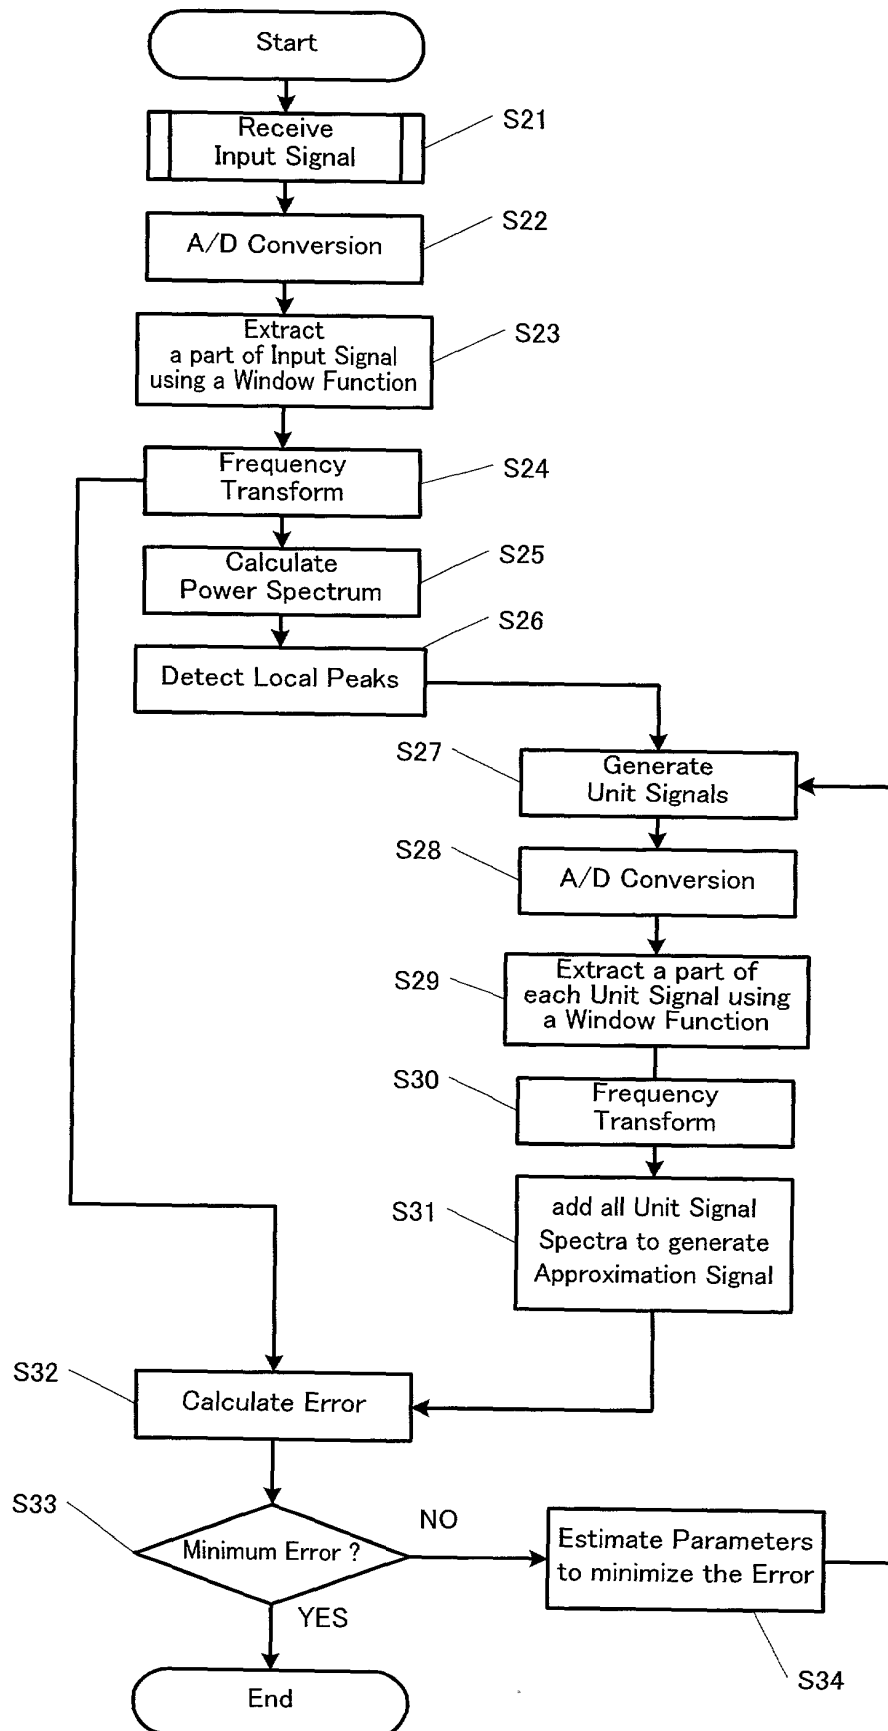 Start
Receive
Input Signal
S21
A/D Conversion
S22
Extract
a part of Input Signal
using a Window Function
S23
Frequency
Transform
S24
Calculate
Power Spectrum
S25
Detect Local Peaks
S26
S27
Generate
Unit Signals
S28
A/D Conversion
S29
Extract a part of
each Unit Signal using
a Window Function
S30
Frequency
Transform
S31
add all Unit Signal
Spectra to generate
Approximation Signal
S32
Calculate Error
S33
Minimum Error ?
NO
YES
Estimate Parameters
to minimize the Error
S34
End